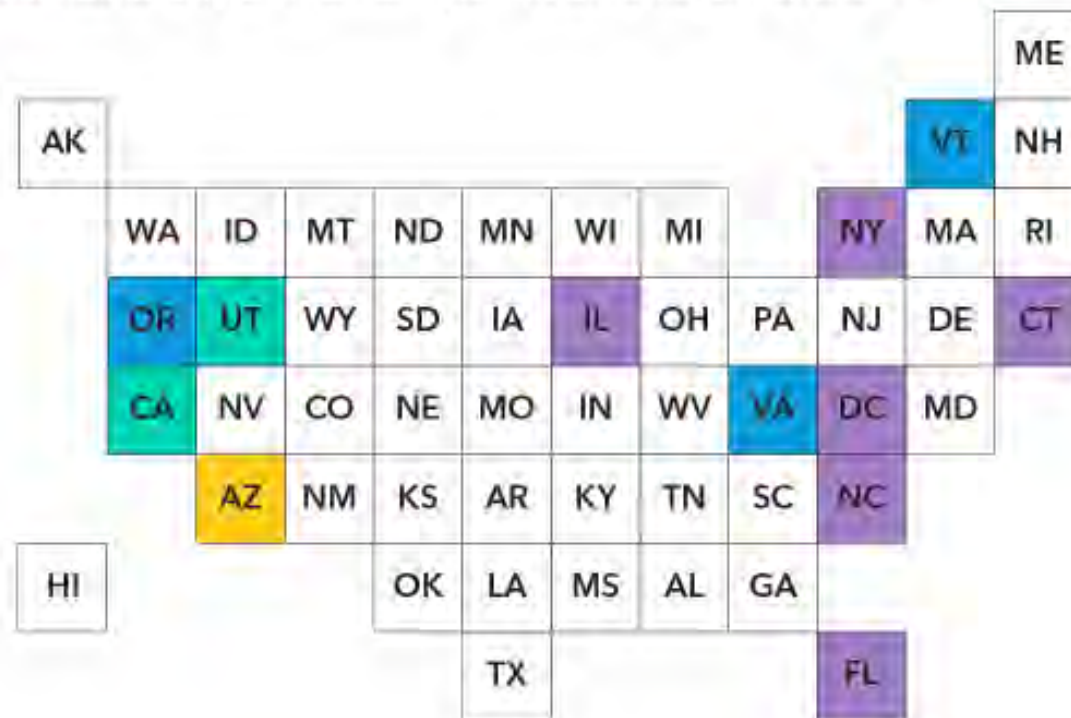 ME
AK VT NH
WA ID MT ND MN WI MI NY MA RI
OR UT WY SD IA IL OH PA NJ DE CT
CA NV CO NE MO IN WV VA DC MD
AZ NM KS AR KY TN SC NC
HI OK LA MS AL GA
TX FL